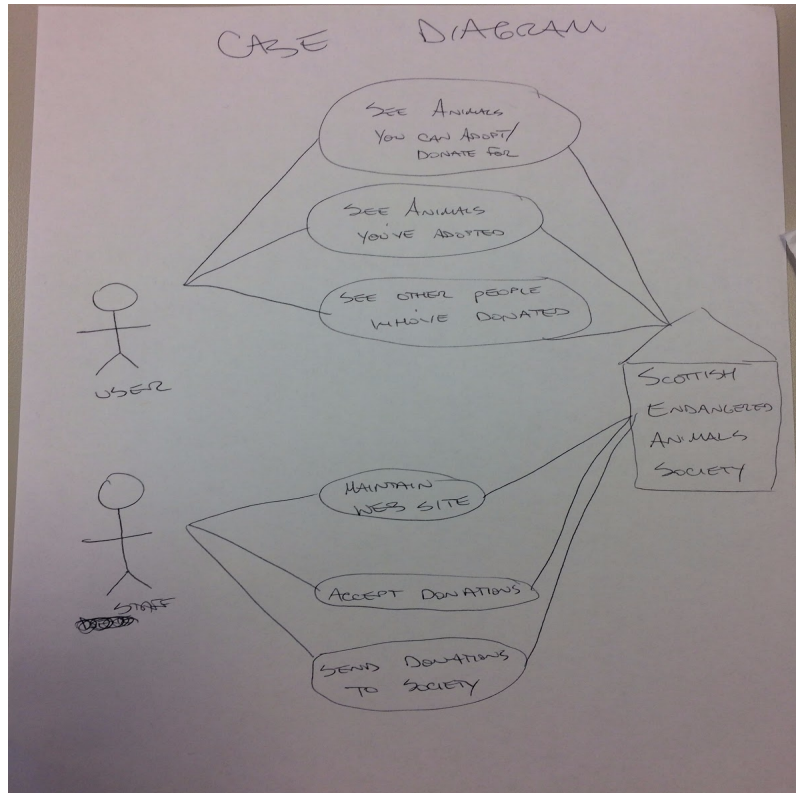 CASE DIAGRAM
SEE ANIMALS
YOU CAN ADOPT/
DONATE FOR
SEE ANIMALS
YOU'VE ADOPTED
SEE OTHER PEOPLE
WHO'VE DONATED
USER
SCOTTISH
ENDANGERED
ANIMALS
SOCIETY
MAINTAIN
WEB SITE
ACCEPT DONATIONS
STAFF
SEND DONATIONS
TO SOCIETY